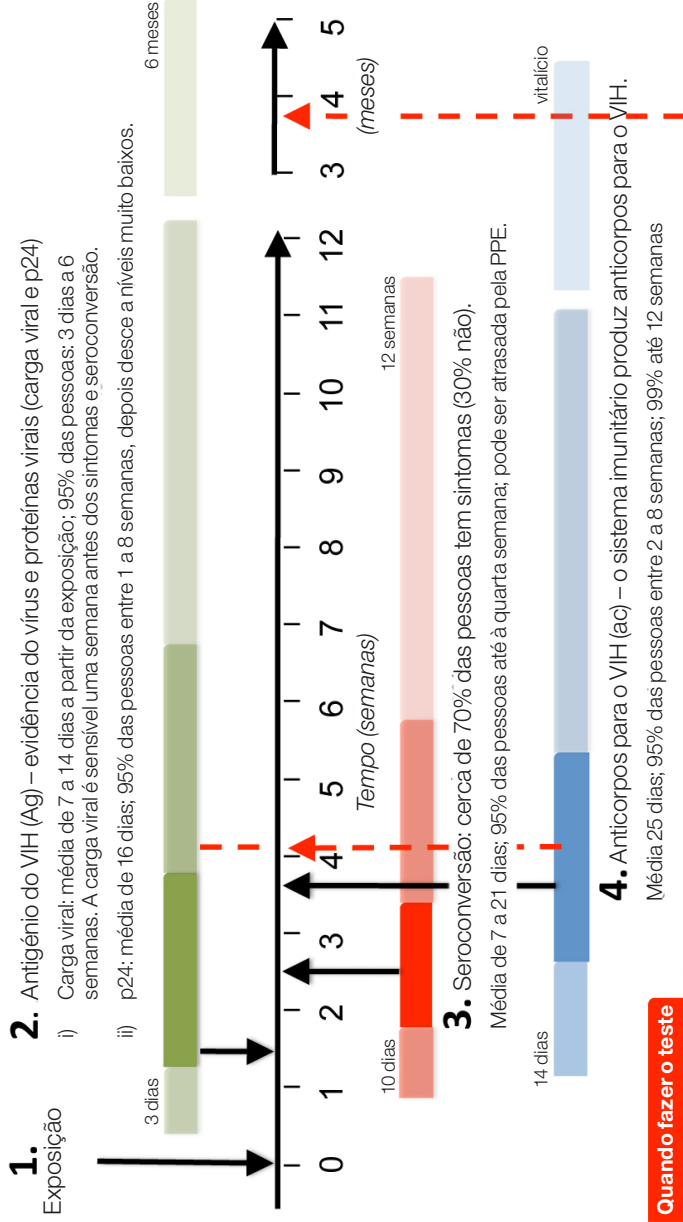 1.
Exposição
2. Antigénio do VIH (Ag) – evidência do vírus e proteínas virais (carga viral e p24)
i) Carga viral: média de 7 a 14 dias a partir da exposição; 95% das pessoas: 3 dias a 6
semanas. A carga viral é sensível uma semana antes dos sintomas e seroconversão.
ii) p24: média de 16 dias; 95% das pessoas entre 1 a 8 semanas, depois desce a níveis muito baixos.
3 dias
6 meses
0 1 2 3 4 5 6 7 8 9 10 11 12
Tempo (semanas)
3 4 5
(meses)
10 dias
12 semanas
3. Seroconversão: cerca de 70% das pessoas tem sintomas (30% não).
Média de 7 a 21 dias; 95% das pessoas até à quarta semana; pode ser atrasada pela PPE.
14 dias
vitalício
4. Anticorpos para o VIH (ac) – o sistema imunitário produz anticorpos para o VIH.
Média 25 dias; 95% das pessoas entre 2 a 8 semanas; 99% até 12 semanas
Quando fazer o teste